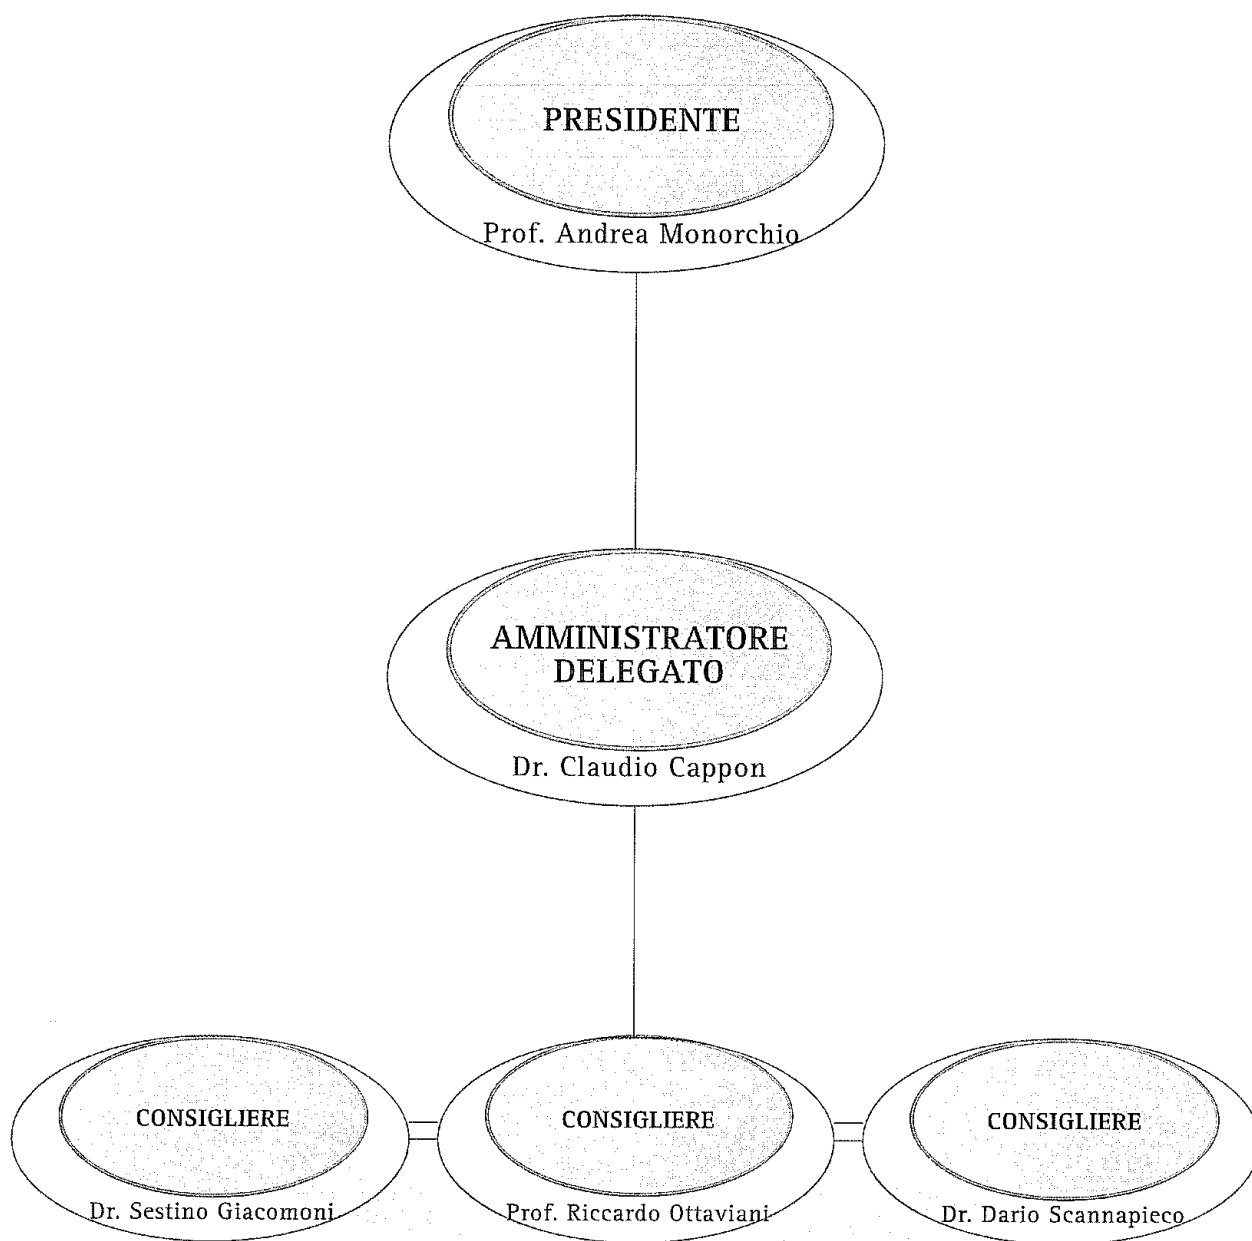 PRESIDENTE
Prof. Andrea Monorchio
AMMINISTRATORE
DELEGATO
Dr. Claudio Cappon
CONSIGLIERE
Dr. Sestino Giacomoni
CONSIGLIERE
Prof. Riccardo Ottaviani
CONSIGLIERE
Dr. Dario Scannapieco